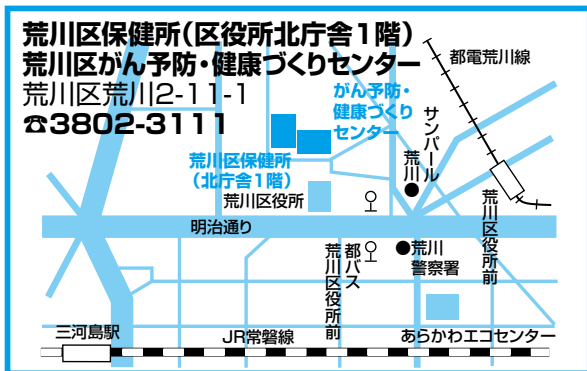 荒川区保健所(区役所北庁舎1階)
荒川区がん予防・健康づくりセンター
荒川区荒川2-11-1
☎3802-3111
都電荒川線
がん予防・
健康づくり
センター
サンパール
荒川
荒川区保健所
(北庁舎1階)
荒川区役所
荒川区役所前
明治通り
都バス
荒川区役所前
荒川
警察署
三河島駅
JR常磐線
あらかわエコセンター